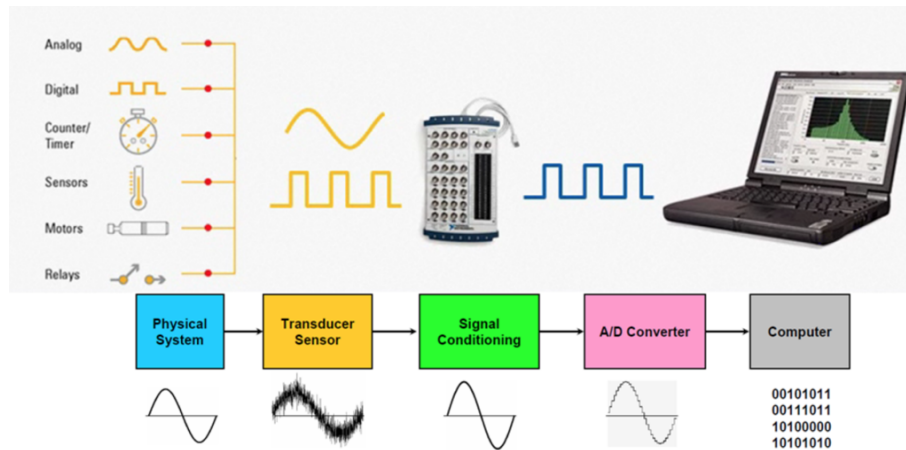 Analog
Digital
Counter/
Timer
Sensors
Motors
Relays
Physical
System
Transducer
Sensor
Signal
Conditioning
A/D Converter
Computer
00101011
00111011
10100000
10101010